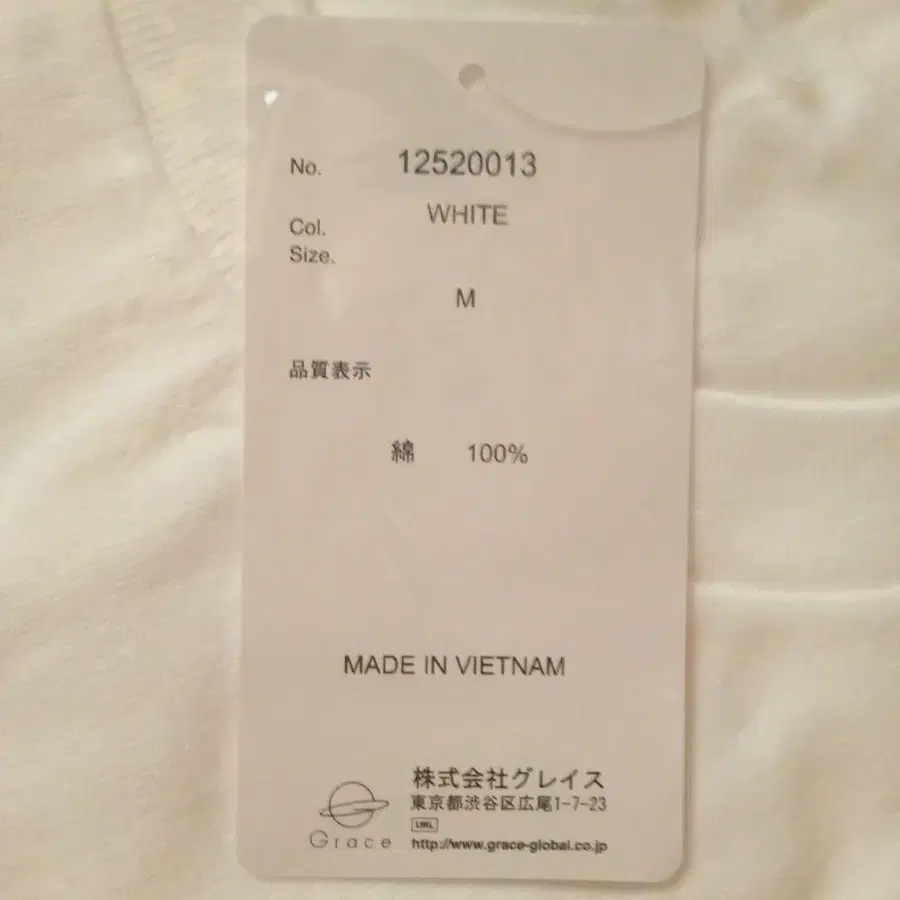 No. 12520013
Col. WHITE
Size.
M
品質表示
綿 100%
MADE IN VIETNAM
株式会社グレイス
東京都渋谷区広尾1-7-23
Grace
http://www.grace-global.co.jp